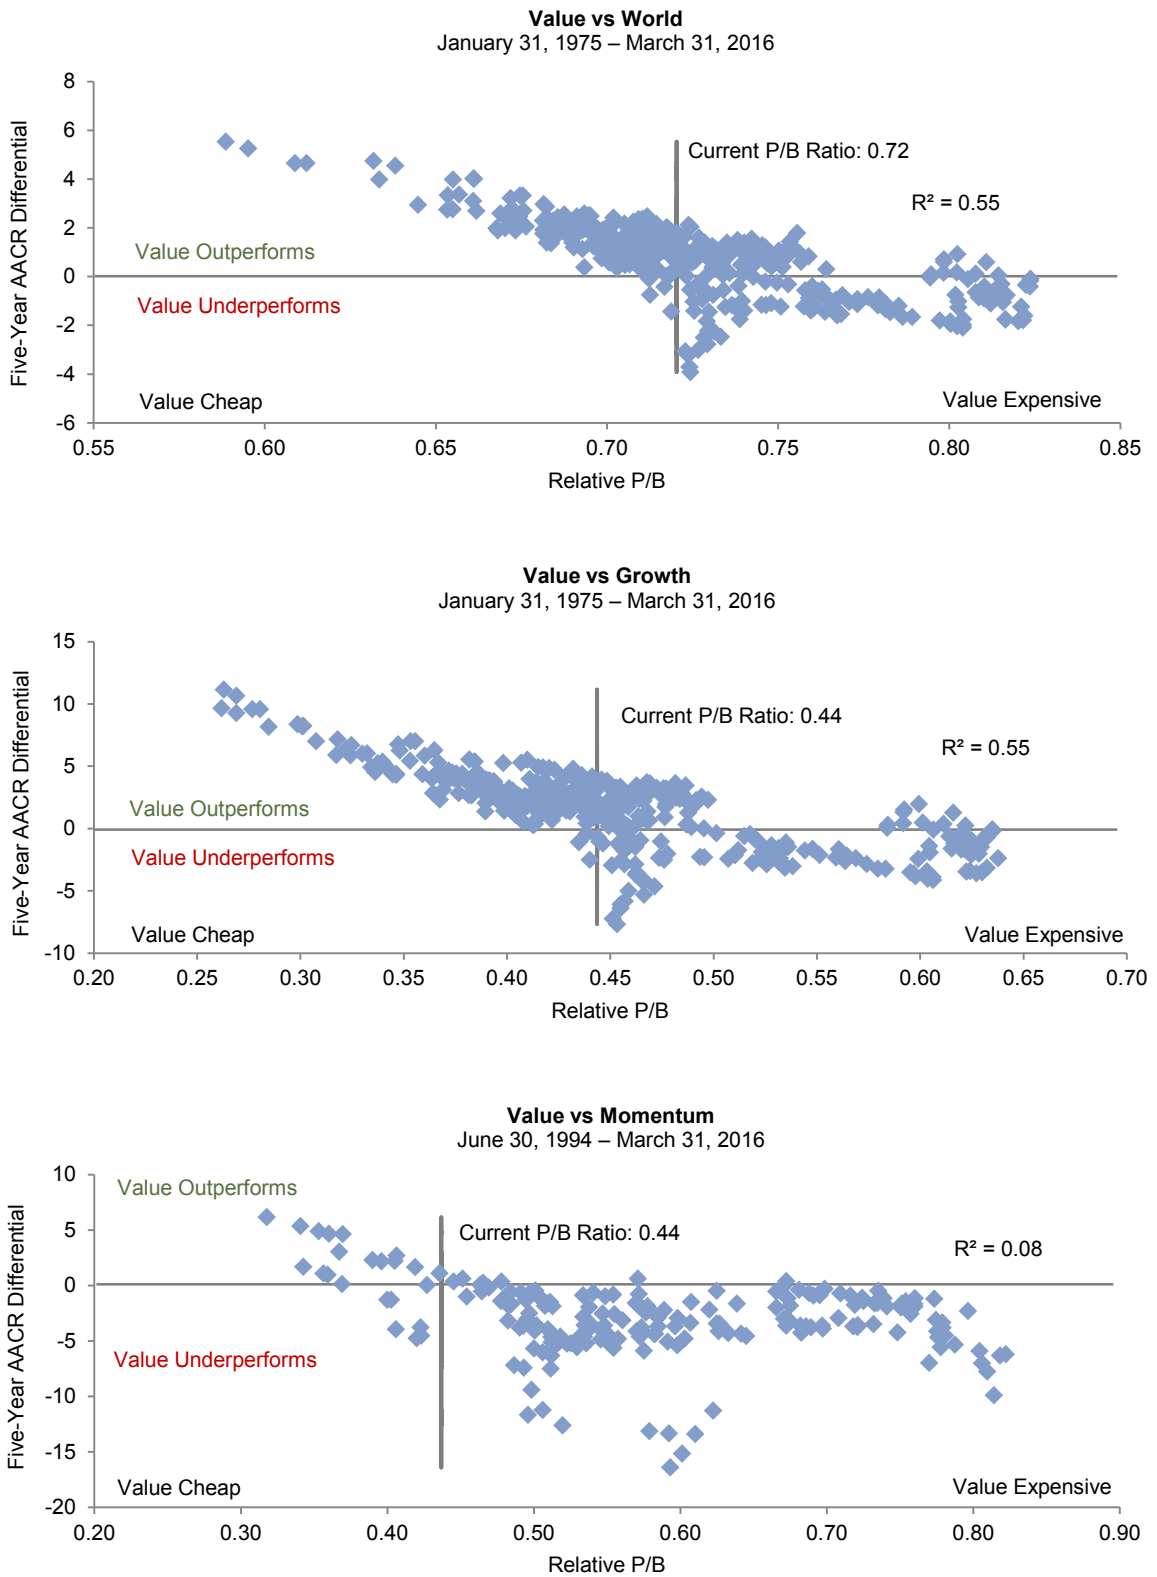 Value vs World
January 31, 1975 – March 31, 2016
8
6
4
2
0
-2
-4
-6
Five-Year AACR Differential
Current P/B Ratio: 0.72
R² = 0.55
Value Outperforms
Value Underperforms
Value Cheap
Value Expensive
0.55 0.60 0.65 0.70 0.75 0.80 0.85
Relative P/B
Value vs Growth
January 31, 1975 – March 31, 2016
15
10
5
0
-5
-10
Five-Year AACR Differential
Current P/B Ratio: 0.44
R² = 0.55
Value Outperforms
Value Underperforms
Value Cheap
Value Expensive
0.20 0.25 0.30 0.35 0.40 0.45 0.50 0.55 0.60 0.65 0.70
Relative P/B
Value vs Momentum
June 30, 1994 – March 31, 2016
10
5
0
-5
-10
-15
-20
Five-Year AACR Differential
Value Outperforms
Current P/B Ratio: 0.44
R² = 0.08
Value Underperforms
Value Cheap
Value Expensive
0.20 0.30 0.40 0.50 0.60 0.70 0.80 0.90
Relative P/B